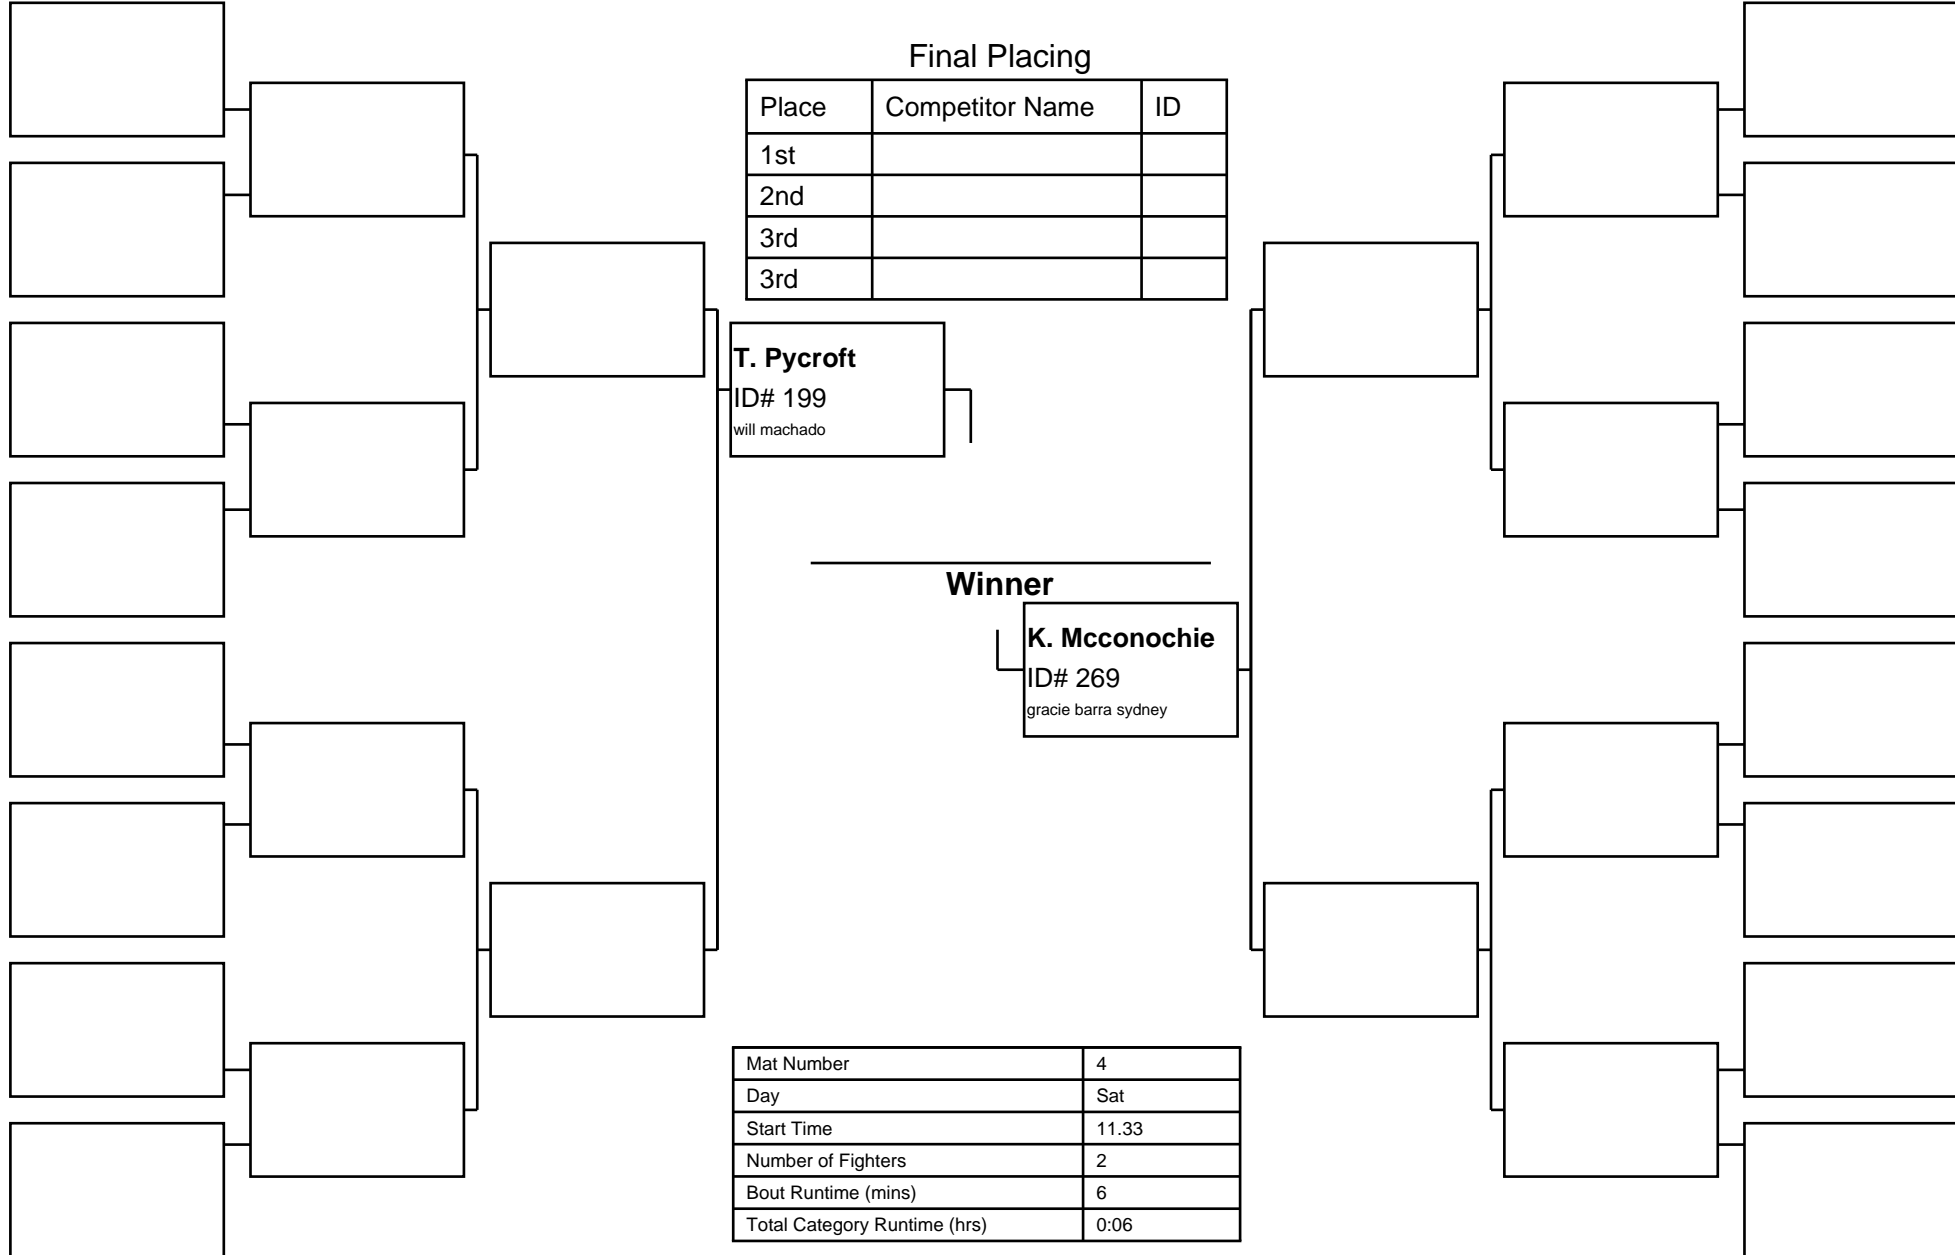 Final Placing
Place Competitor Name ID
1st
2nd
3rd
3rd
T. Pycroft
ID# 199
will machado
Winner
K. Mcconochie
ID# 269
gracie barra sydney
Mat Number 4
Day Sat
Start Time 11.33
Number of Fighters 2
Bout Runtime (mins) 6
Total Category Runtime (hrs) 0:06